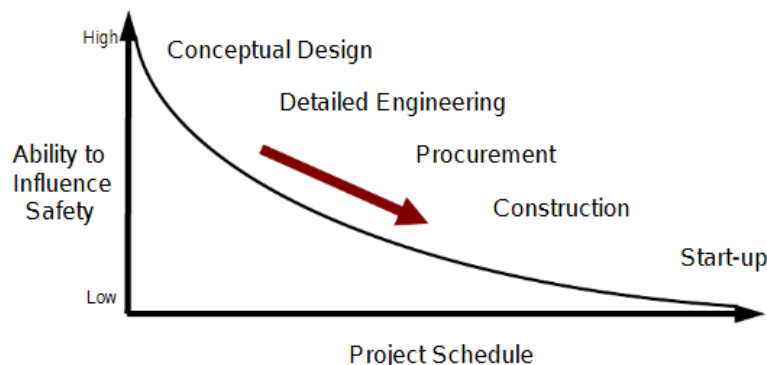 High
Conceptual Design
Detailed Engineering
Ability to
Influence
Safety
Procurement
Construction
Start-up
Low
Project Schedule